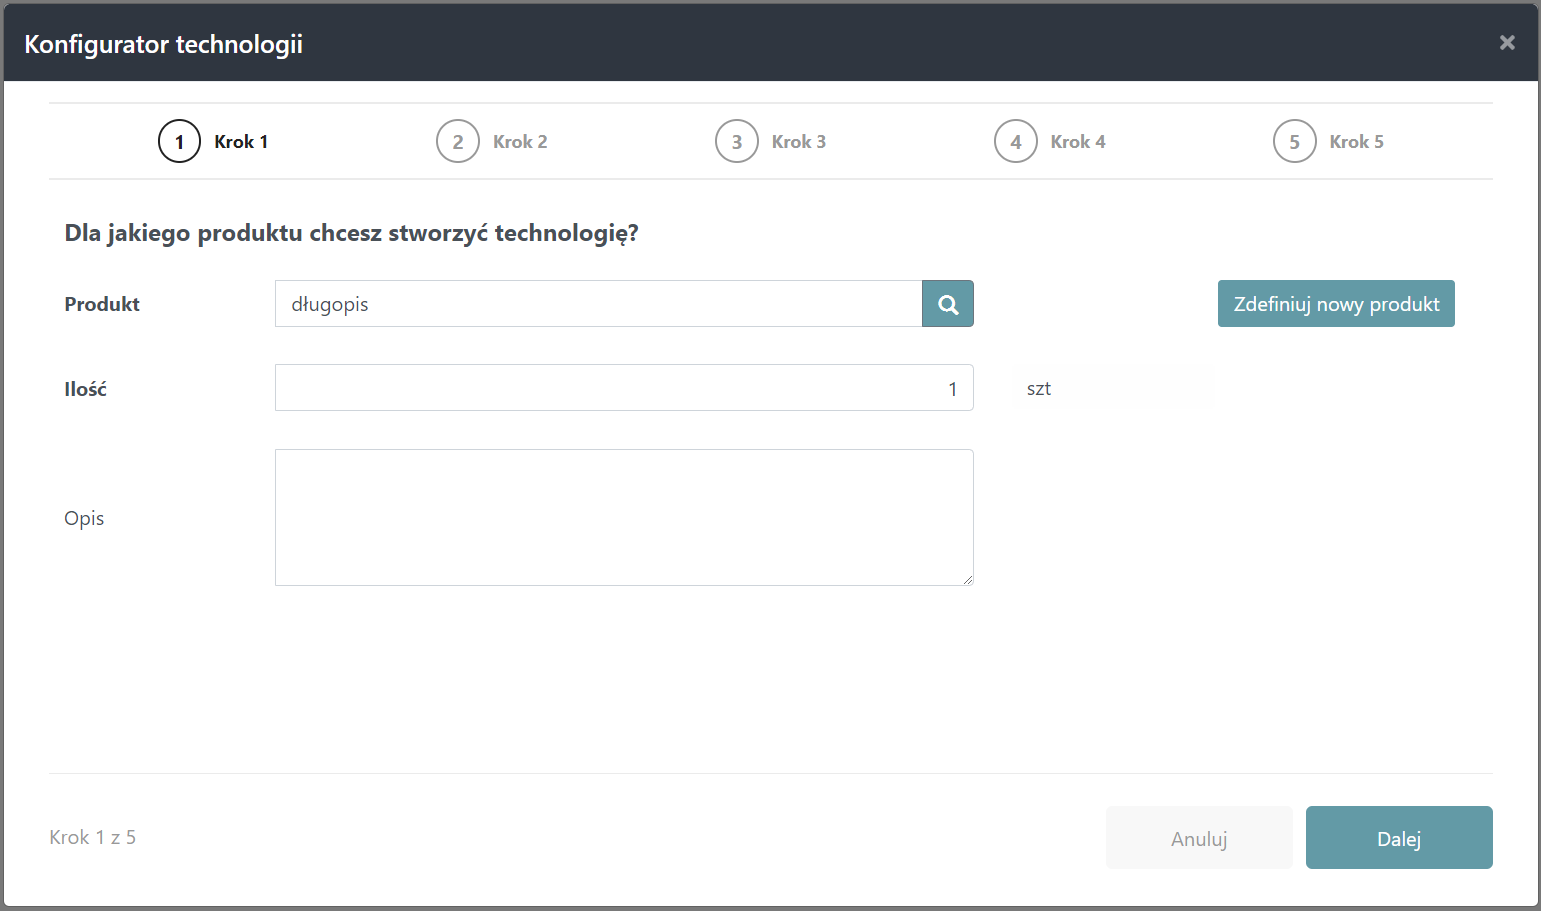 Konfigurator technologii
×
1 Krok 1 2 Krok 2 3 Krok 3 4 Krok 4 5 Krok 5
Dla jakiego produktu chcesz stworzyć technologię?
Produkt długopis Zdefiniuj nowy produkt
Ilość 1 szt
Opis
Krok 1 z 5 Anuluj Dalej